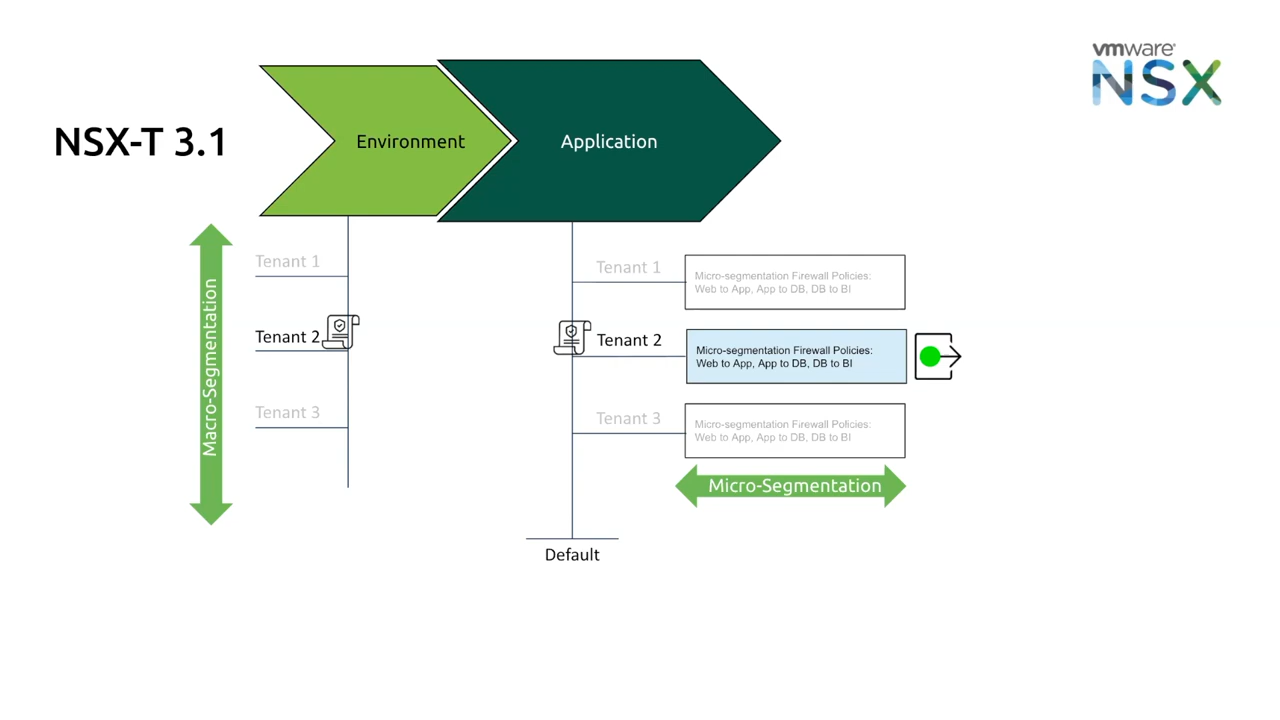 vmware®
NSX
NSX-T 3.1
Environment
Application
Macro-Segmentation
Tenant 1
Tenant 2
Tenant 3
Tenant 1
Micro-segmentation Firewall Policies:
Web to App, App to DB, DB to BI
Tenant 2
Micro-segmentation Firewall Policies:
Web to App, App to DB, DB to BI
Tenant 3
Micro-segmentation Firewall Policies:
Web to App, App to DB, DB to BI
Micro-Segmentation
Default